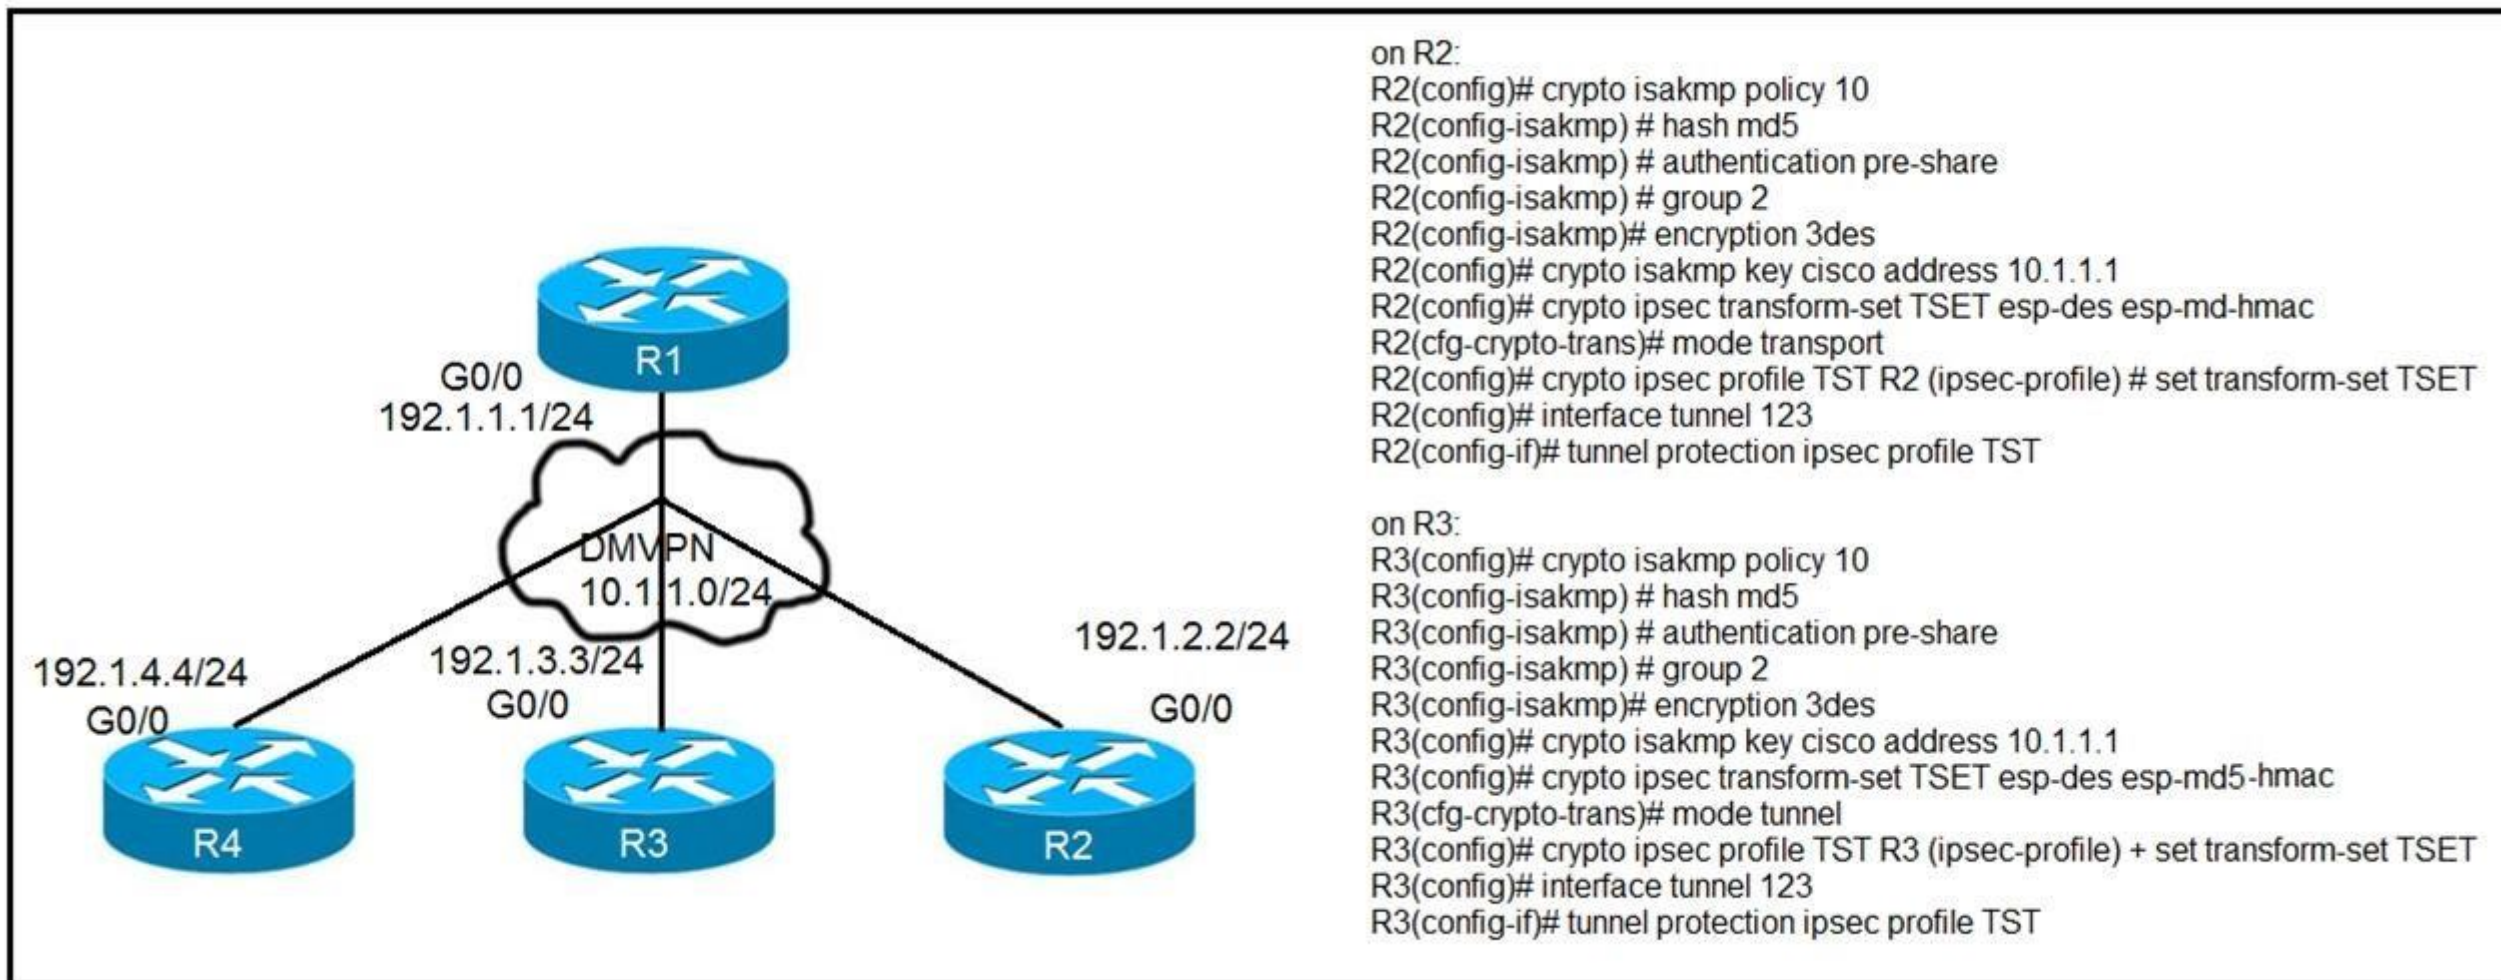 R1
G0/0
192.1.1.1/24
DMVPN
10.1.1.0/24
192.1.4.4/24
G0/0
192.1.3.3/24
G0/0
192.1.2.2/24
G0/0
R4
R3
R2
on R2:
R2(config)# crypto isakmp policy 10
R2(config-isakmp) # hash md5
R2(config-isakmp) # authentication pre-share
R2(config-isakmp) # group 2
R2(config-isakmp)# encryption 3des
R2(config)# crypto isakmp key cisco address 10.1.1.1
R2(config)# crypto ipsec transform-set TSET esp-des esp-md-hmac
R2(cfg-crypto-trans)# mode transport
R2(config)# crypto ipsec profile TST R2 (ipsec-profile) # set transform-set TSET
R2(config)# interface tunnel 123
R2(config-if)# tunnel protection ipsec profile TST
on R3:
R3(config)# crypto isakmp policy 10
R3(config-isakmp) # hash md5
R3(config-isakmp) # authentication pre-share
R3(config-isakmp) # group 2
R3(config-isakmp)# encryption 3des
R3(config)# crypto isakmp key cisco address 10.1.1.1
R3(config)# crypto ipsec transform-set TSET esp-des esp-md5-hmac
R3(cfg-crypto-trans)# mode tunnel
R3(config)# crypto ipsec profile TST R3 (ipsec-profile) + set transform-set TSET
R3(config)# interface tunnel 123
R3(config-if)# tunnel protection ipsec profile TST